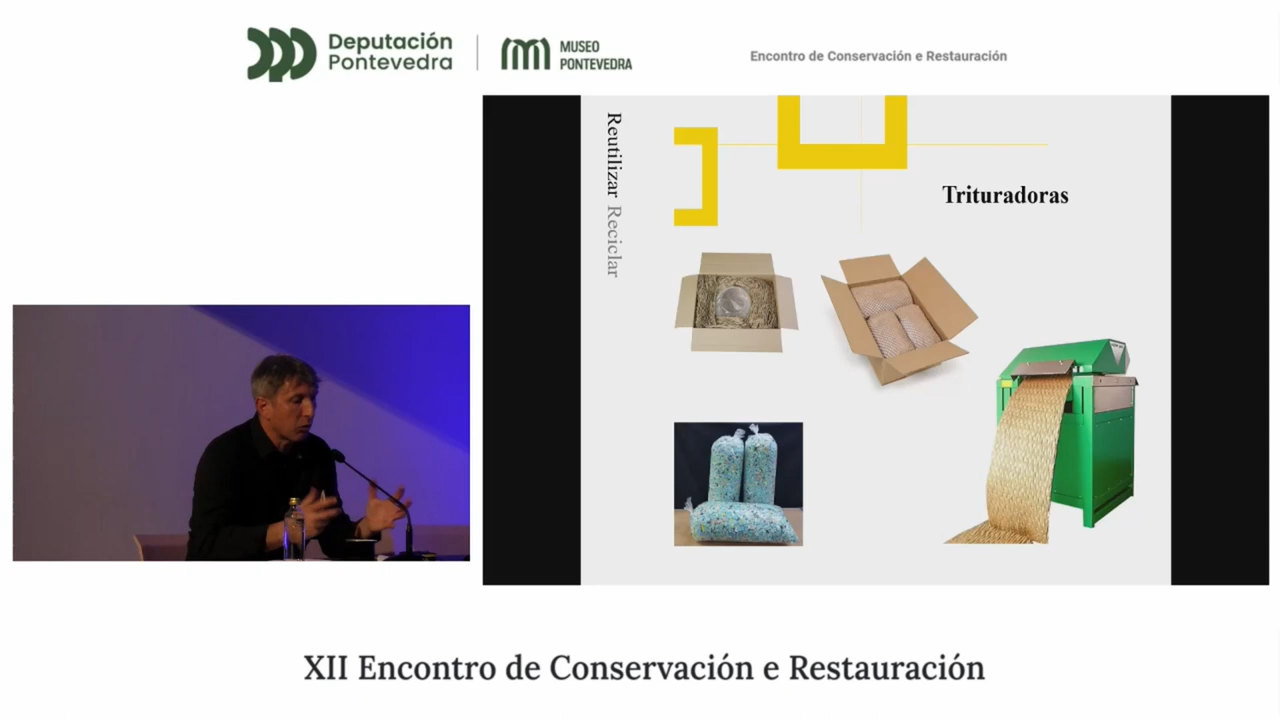 Deputación
Pontevedra
MUSEO
PONTEVEDRA
Encontro de Conservación e Restauración
Reutilizar Reciclar
Trituradoras
XII Encontro de Conservación e Restauración